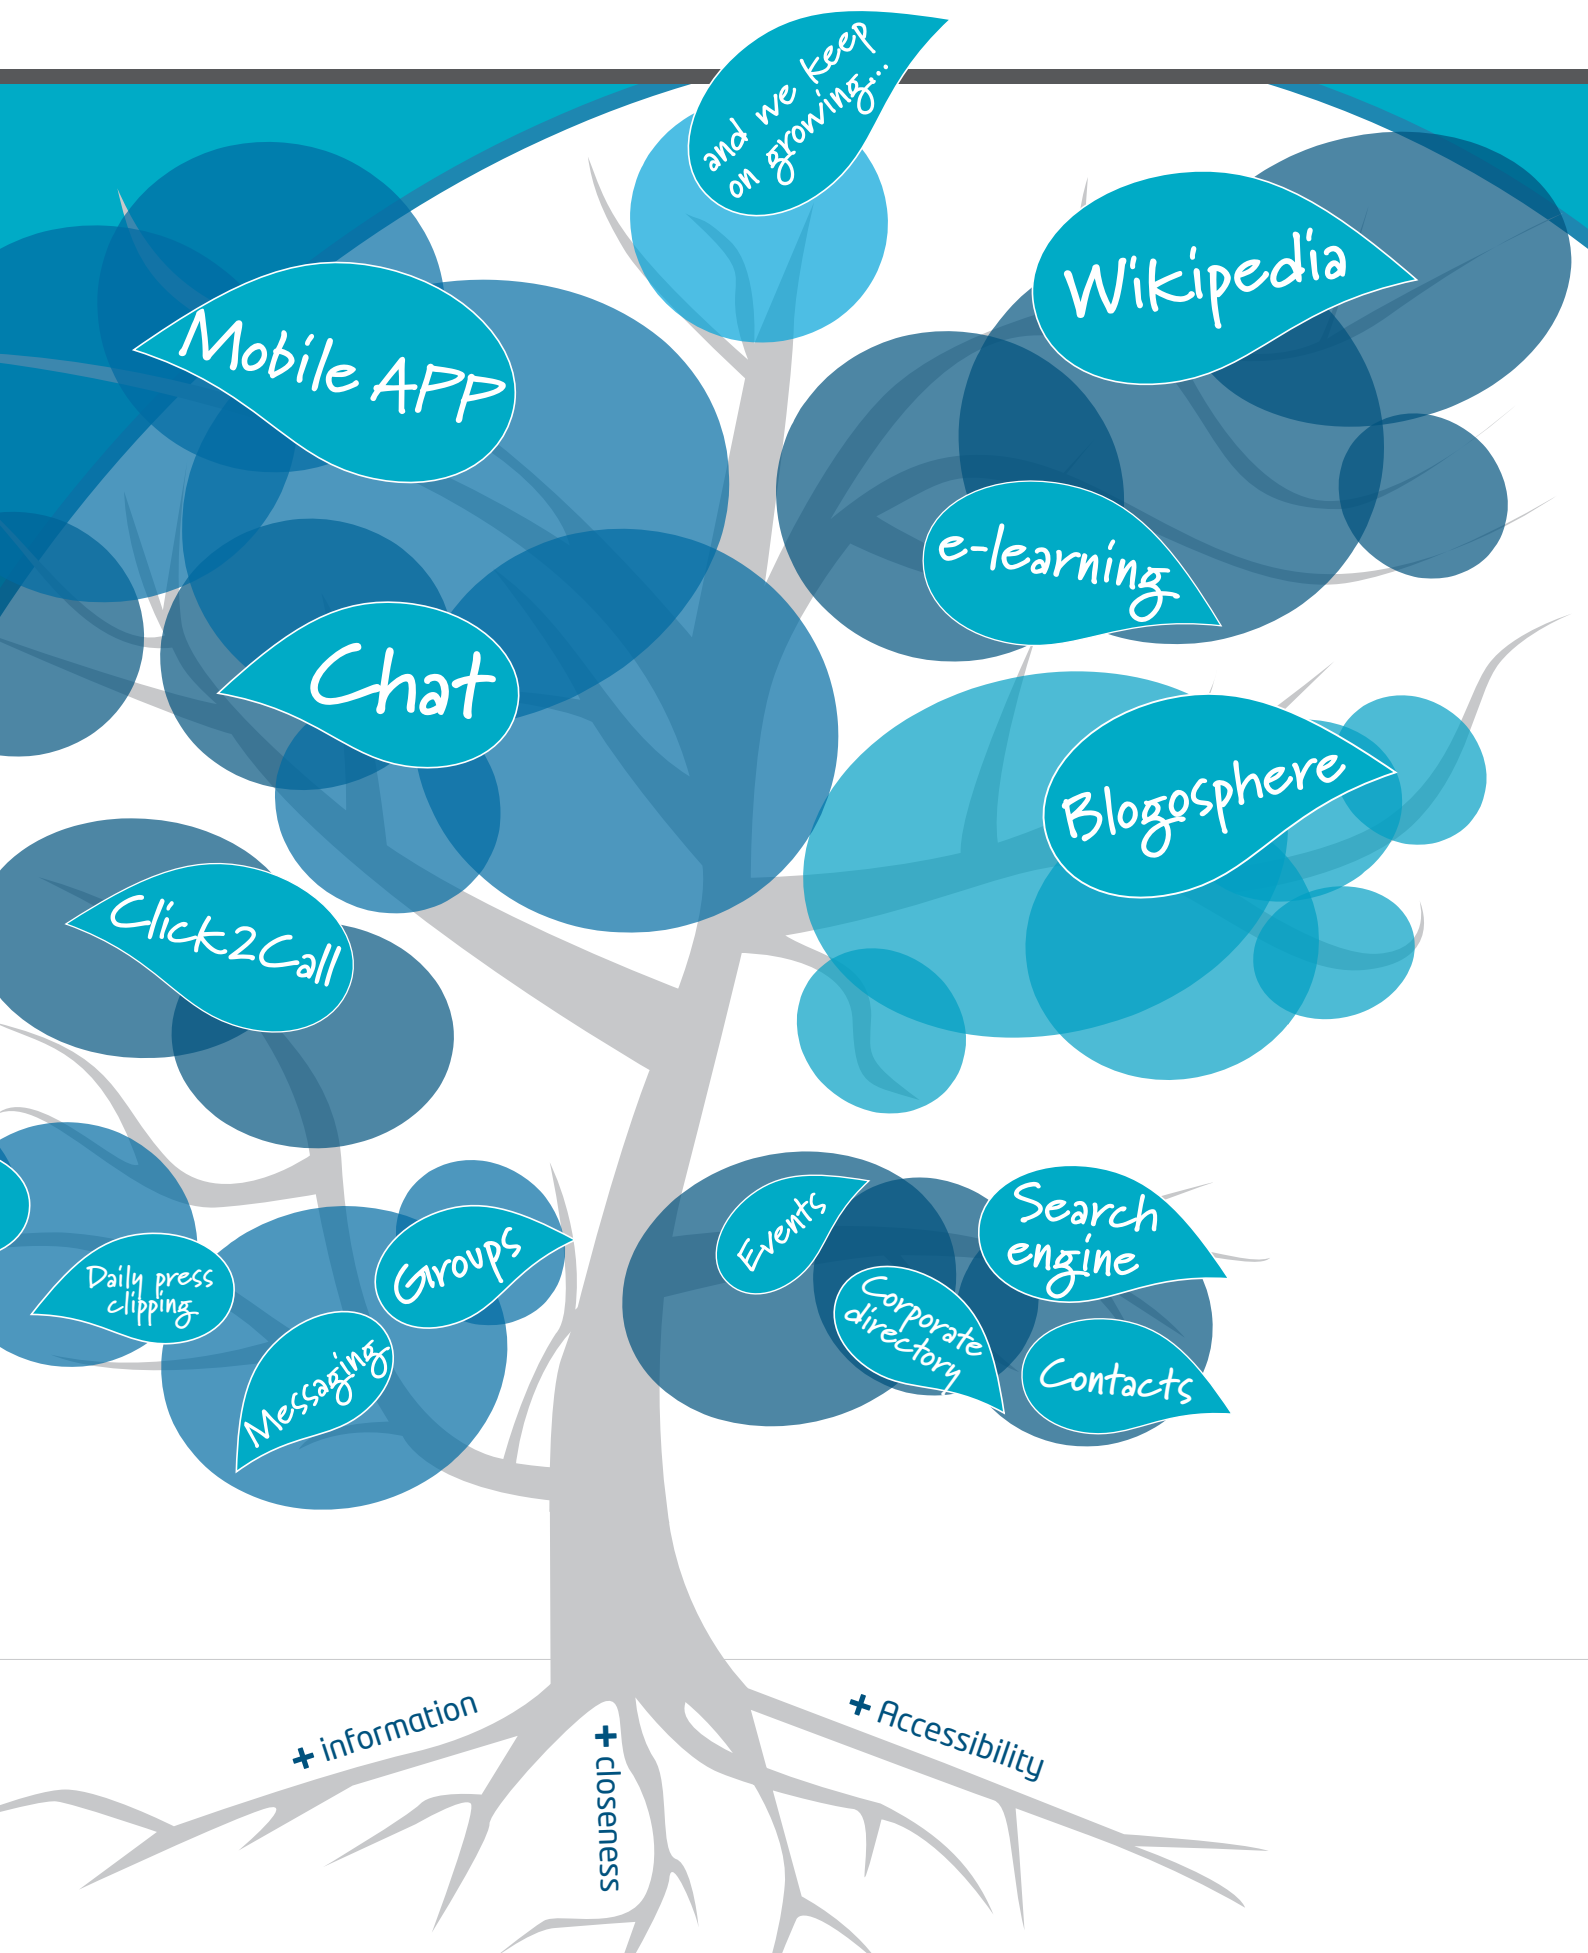 and we keep
on growing...
Wikipedia
Mobile APP
e-learning
Chat
Blogosphere
Click2Call
Events
Search
engine
Groups
Daily press
clipping
Corporate
directory
Messaging
Contacts
+ information
+ closeness
+ Accessibility